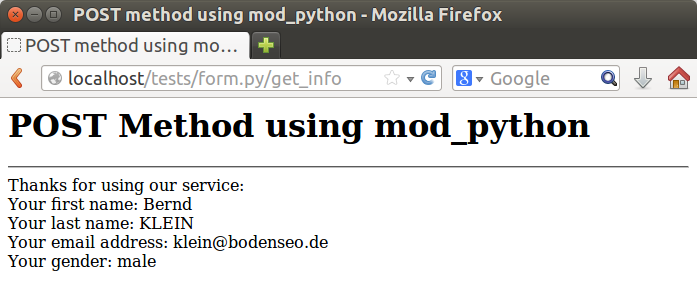 POST method using mod_python - Mozilla Firefox
POST method using mo...
localhost/tests/form.py/get_info
Google
POST Method using mod_python
Thanks for using our service:
Your first name: Bernd
Your last name: KLEIN
Your email address: klein@bodenseo.de
Your gender: male